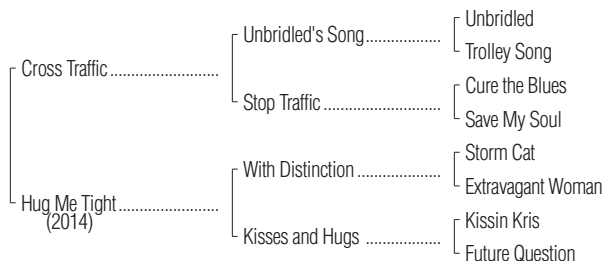 Unbridled
Unbridled's Song
Trolley Song
Cross Traffic
Cure the Blues
Stop Traffic
Save My Soul
Storm Cat
With Distinction
Extravagant Woman
Hug Me Tight
(2014)
Kissin Kris
Kisses and Hugs
Future Question